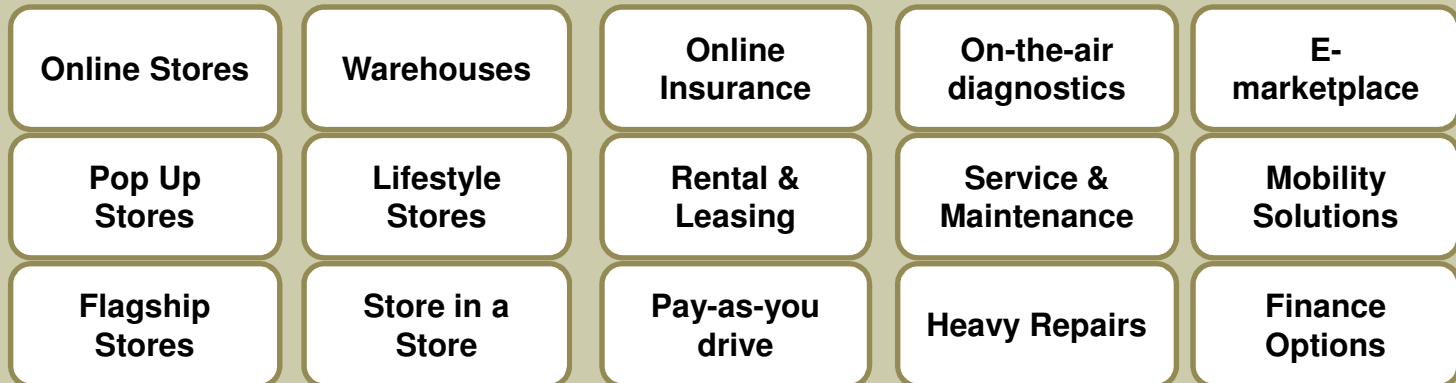 Online Stores
Warehouses
Online
Insurance
On-the-air
diagnostics
E-
marketplace
Pop Up
Stores
Lifestyle
Stores
Rental &
Leasing
Service &
Maintenance
Mobility
Solutions
Flagship
Stores
Store in a
Store
Pay-as-you
drive
Heavy Repairs
Finance
Options